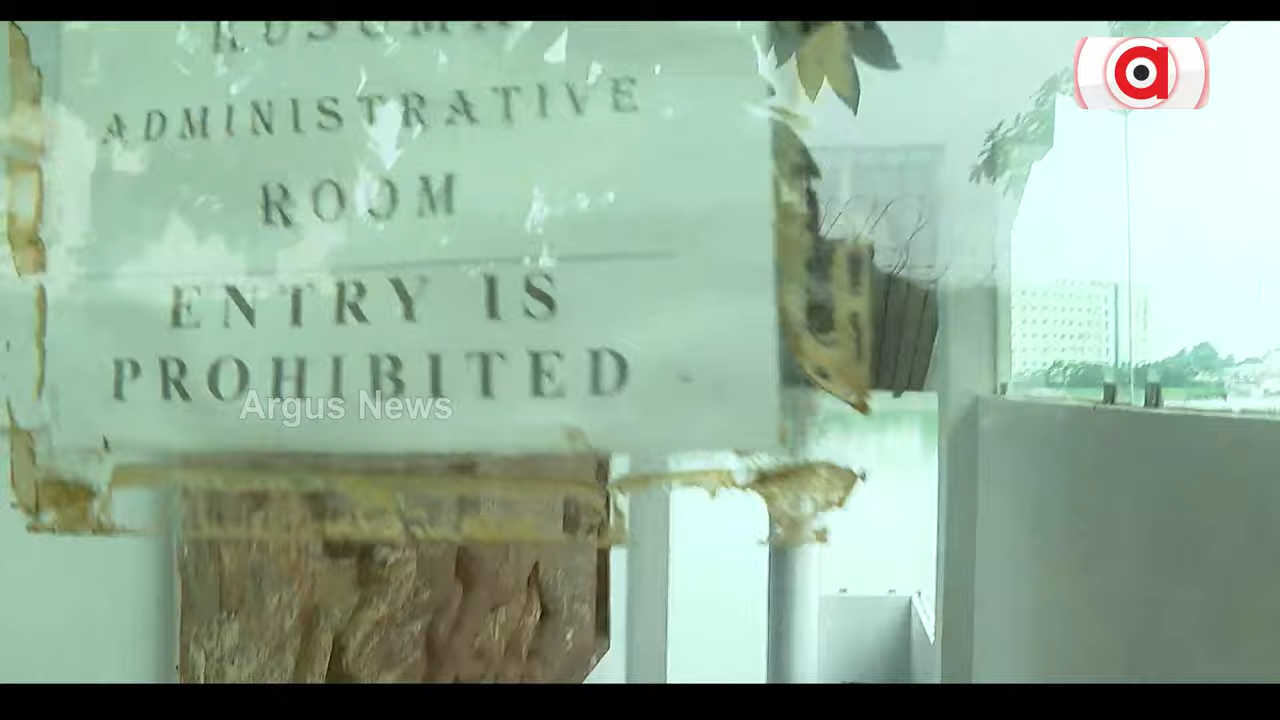 ADMINISTRATIVE
ROOM
ENTRY IS
PROHIBITED
Argus News
a